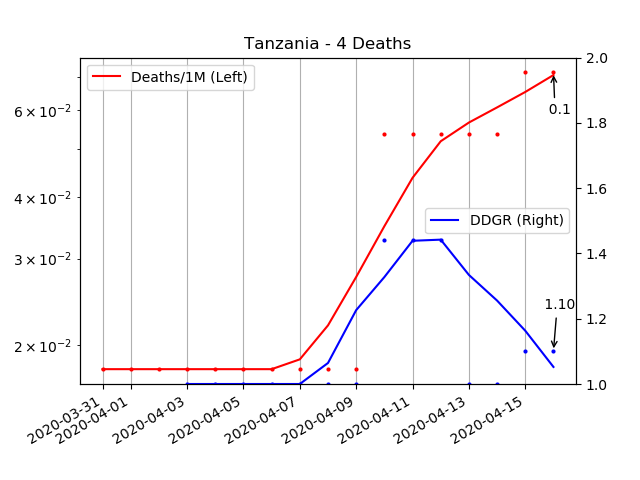 Tanzania - 4 Deaths
Deaths/1M (Left)
DDGR (Right)
6 × 10⁻²
4 × 10⁻²
3 × 10⁻²
2 × 10⁻²
2.0
1.8
1.6
1.4
1.2
1.0
0.1
1.10
2020-03-31
2020-04-01
2020-04-03
2020-04-05
2020-04-07
2020-04-09
2020-04-11
2020-04-13
2020-04-15